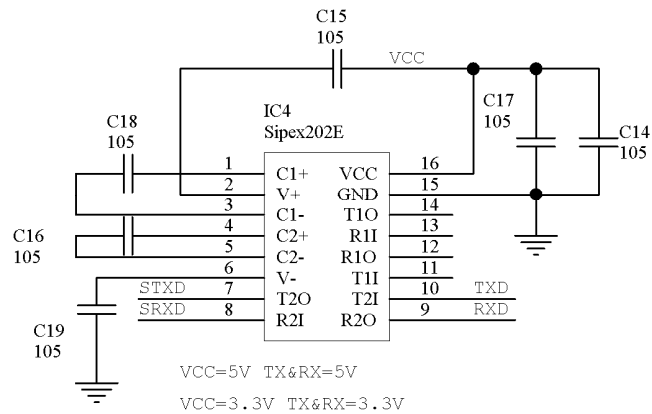 C15
105
VCC
IC4
Sipex202E
C18
105
C17
105
C14
105
1 C1+ VCC 16
2 V+ GND 15
3 C1- T1O 14
4 C2+ R1I 13
5 C2- R1O 12
6 V- T1I 11
STXD 7 T2O T2I 10 TXD
SRXD 8 R2I R2O 9 RXD
C16
105
C19
105
VCC=5V TX&RX=5V
VCC=3.3V TX&RX=3.3V